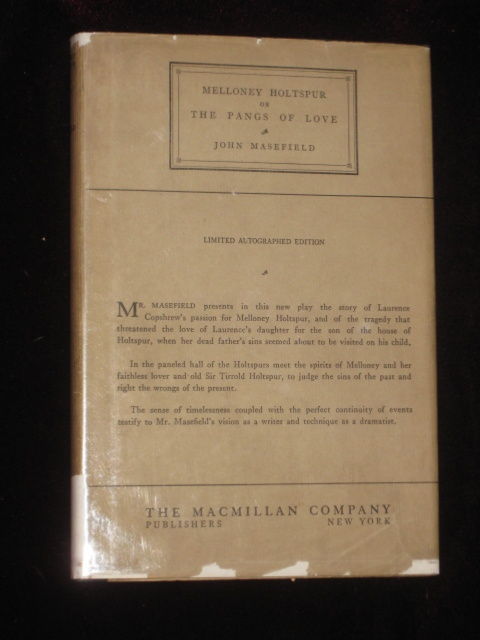 MELLONEY HOLTSPUR
OR
THE PANGS OF LOVE
JOHN MASEFIELD
LIMITED AUTOGRAPHED EDITION
MR. MASEFIELD presents in this new play the story of Laurence
Copshrew's passion for Melloney Holtspur, and of the tragedy that
threatened the love of Laurence's daughter for the son of the house of
Holtspur, when her dead father's sins seemed about to be visited on his child.
In the paneled hall of the Holtspurs meet the spirits of Melloney and her
faithless lover and old Sir Tirrold Holtspur, to judge the sins of the past and
right the wrongs of the present.
The sense of timelessness coupled with the perfect continuity of events
testify to Mr. Masefield's vision as a writer and technique as a dramatist.
THE MACMILLAN COMPANY
PUBLISHERS NEW YORK